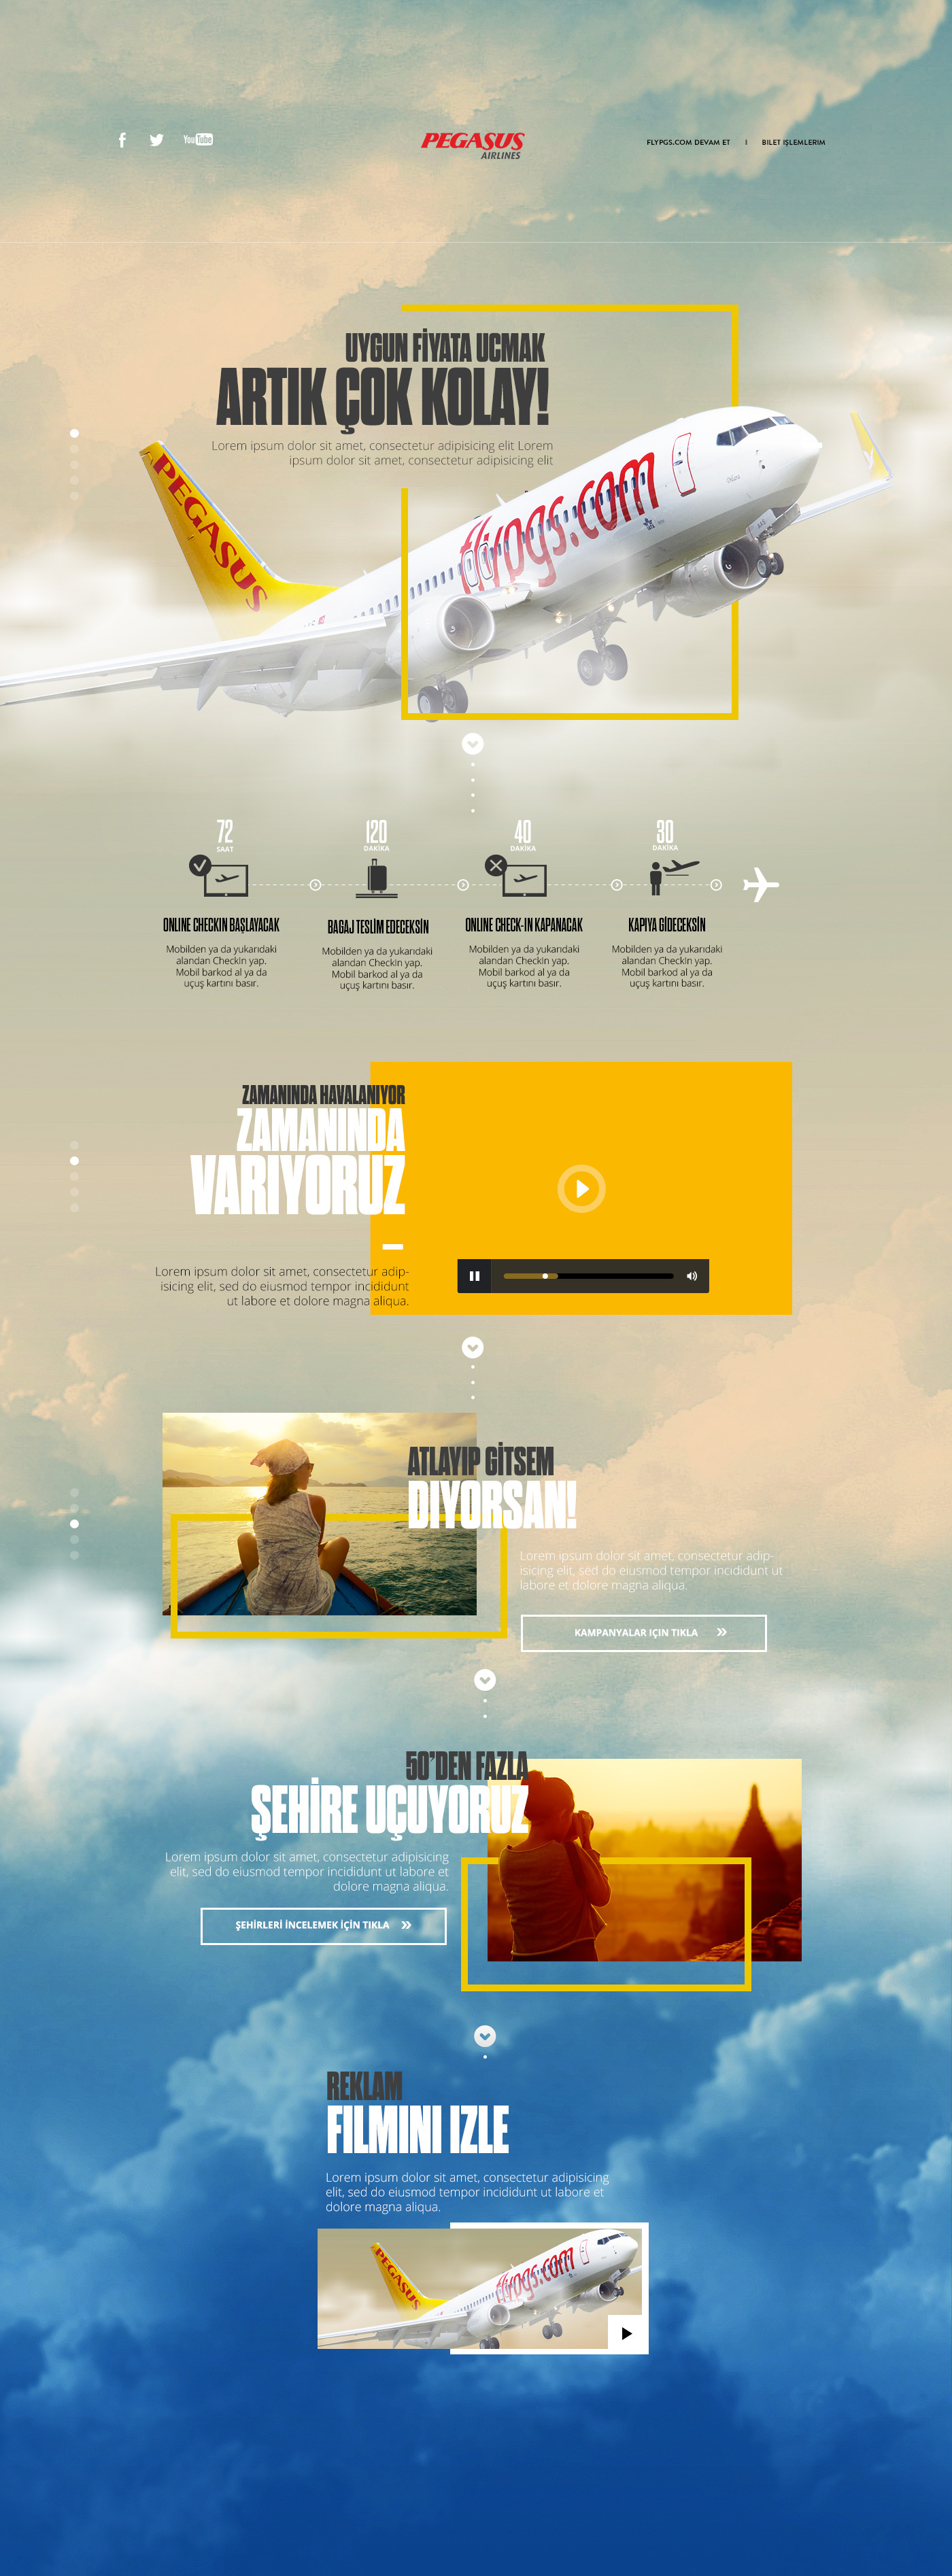 f
You Tube
PEGASUS
AIRLINES
FLYPGS.COM DEVAM ET | BILET IŞLEMLERIM
UYGUN FİYATA UCMAK
ARTIK ÇOK KOLAY!
Lorem ipsum dolor sit amet, consectetur adipisicing elit Lorem
ipsum dolor sit amet, consectetur adipisicing elit
PEGASUS
flypgs.com
72
SAAT
120
DAKİKA
40
DAKİKA
30
DAKİKA
ONLINE CHECKIN BAŞLAYACAK
Mobilden ya da yukarıdaki
alandan CheckIn yap.
Mobil barkod al ya da
uçuş kartını basır.
BAGAJ TESLİM EDECEKSİN
Mobilden ya da yukarıdaki
alandan CheckIn yap.
Mobil barkod al ya da
uçuş kartını basır.
ONLINE CHECK-IN KAPANACAK
Mobilden ya da yukarıdaki
alandan CheckIn yap.
Mobil barkod al ya da
uçuş kartını basır.
KAPIYA GİDECEKSİN
Mobilden ya da yukarıdaki
alandan CheckIn yap.
Mobil barkod al ya da
uçuş kartını basır.
ZAMANINDA HAVALANIYOR
ZAMANINDA
VARIYORUZ
Lorem ipsum dolor sit amet, consectetur adip-
isicing elit, sed do eiusmod tempor incididunt
ut labore et dolore magna aliqua.
ATLAYIP GİTSEM
DIYORSAN!
Lorem ipsum dolor sit amet, consectetur adip-
isicing elit, sed do eiusmod tempor incididunt ut
labore et dolore magna aliqua.
KAMPANYALAR IÇIN TIKLA »
50'DEN FAZLA
ŞEHİRE UÇUYORUZ
Lorem ipsum dolor sit amet, consectetur adipisicing
elit, sed do eiusmod tempor incididunt ut labore et
dolore magna aliqua.
ŞEHİRLERİ İNCELEMEK İÇİN TIKLA »
REKLAM
FILMINI IZLE
Lorem ipsum dolor sit amet, consectetur adipisicing
elit, sed do eiusmod tempor incididunt ut labore et
dolore magna aliqua.
PEGASUS
flypgs.com